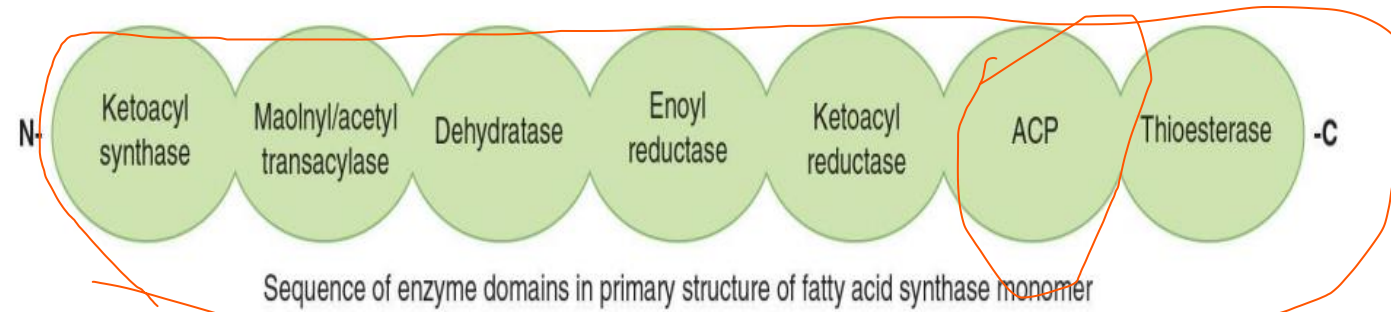 N-
Ketoacyl
synthase
Maolnyl/acetyl
transacylase
Dehydratase
Enoyl
reductase
Ketoacyl
reductase
ACP
Thioesterase
-C
Sequence of enzyme domains in primary structure of fatty acid synthase monomer